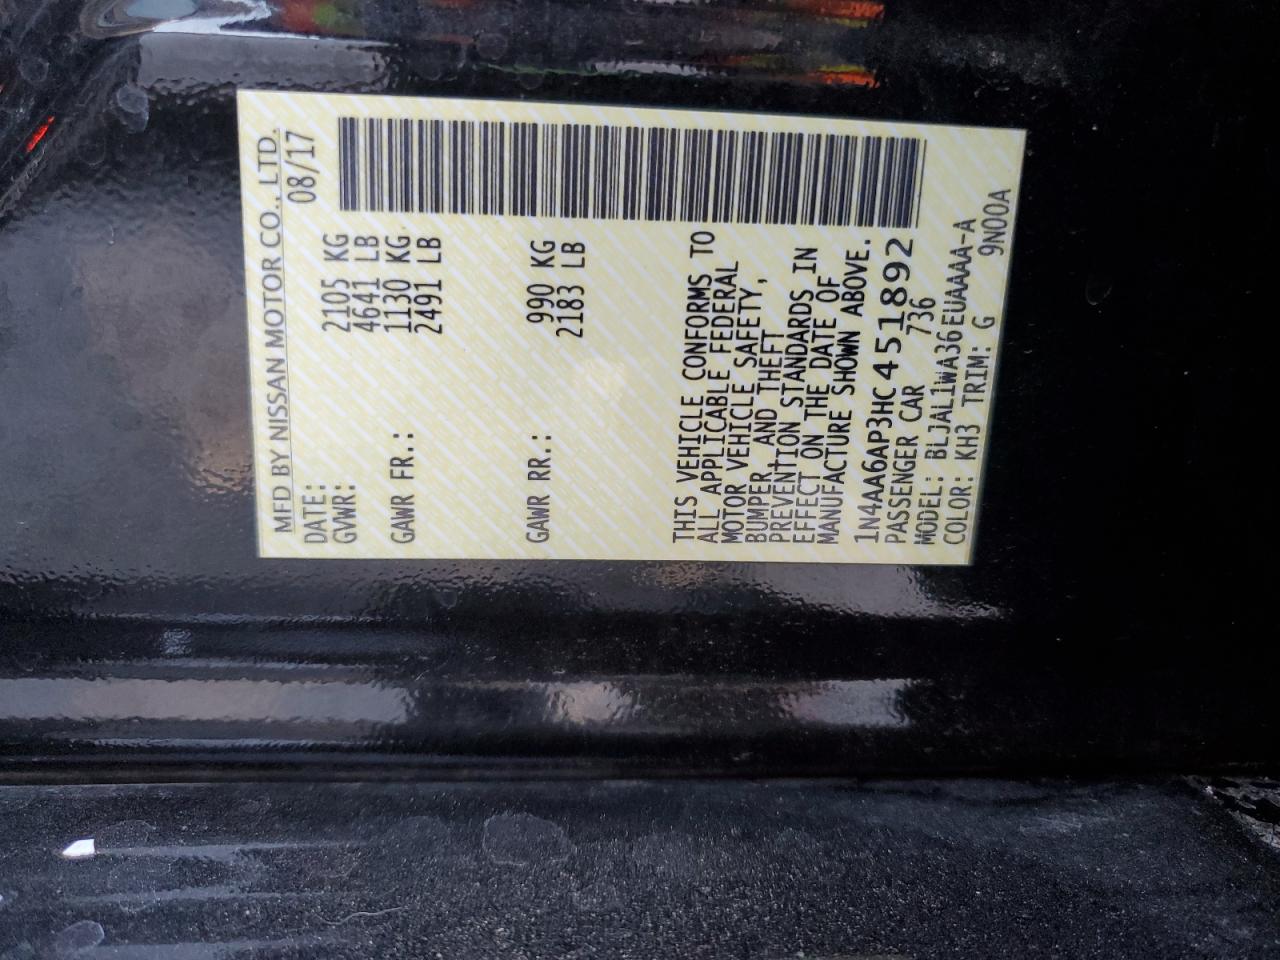 MFD BY NISSAN MOTOR CO., LTD.
DATE: 08/17
GVWR: 2105 KG
4641 LB
GAWR FR.: 1130 KG
2491 LB
GAWR RR.: 990 KG
2183 LB
THIS VEHICLE CONFORMS TO
ALL APPLICABLE FEDERAL
MOTOR VEHICLE SAFETY,
BUMPER, AND THEFT
PREVENTION STANDARDS IN
EFFECT ON THE DATE OF
MANUFACTURE SHOWN ABOVE.
1N4AA6AP3HC451892
PASSENGER CAR 736
MODEL: BLJAL1WA36EUAAAA-A
COLOR: KH3 TRIM: G 9N00A